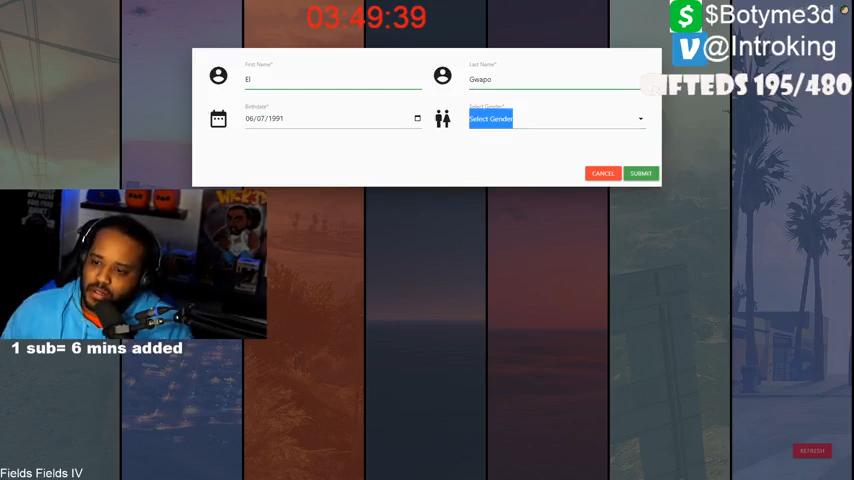 03:49:39
$Botyme3d
@Introking
GIFTEDS 195/480
First Name*
El
Last Name*
Gwapo
Birthdate*
06/07/1991
Select Gender*
Select Gender
CANCEL
SUBMIT
1 sub= 6 mins added
REFRESH
Fields Fields IV